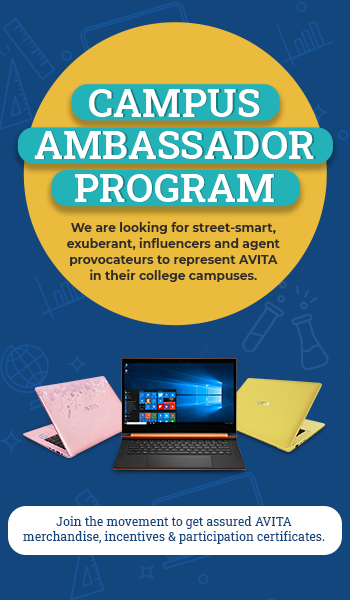 CAMPUS
AMBASSADOR
PROGRAM
We are looking for street-smart,
exuberant, influencers and agent
provocateurs to represent AVITA
in their college campuses.
AVITA
Join the movement to get assured AVITA
merchandise, incentives & participation certificates.